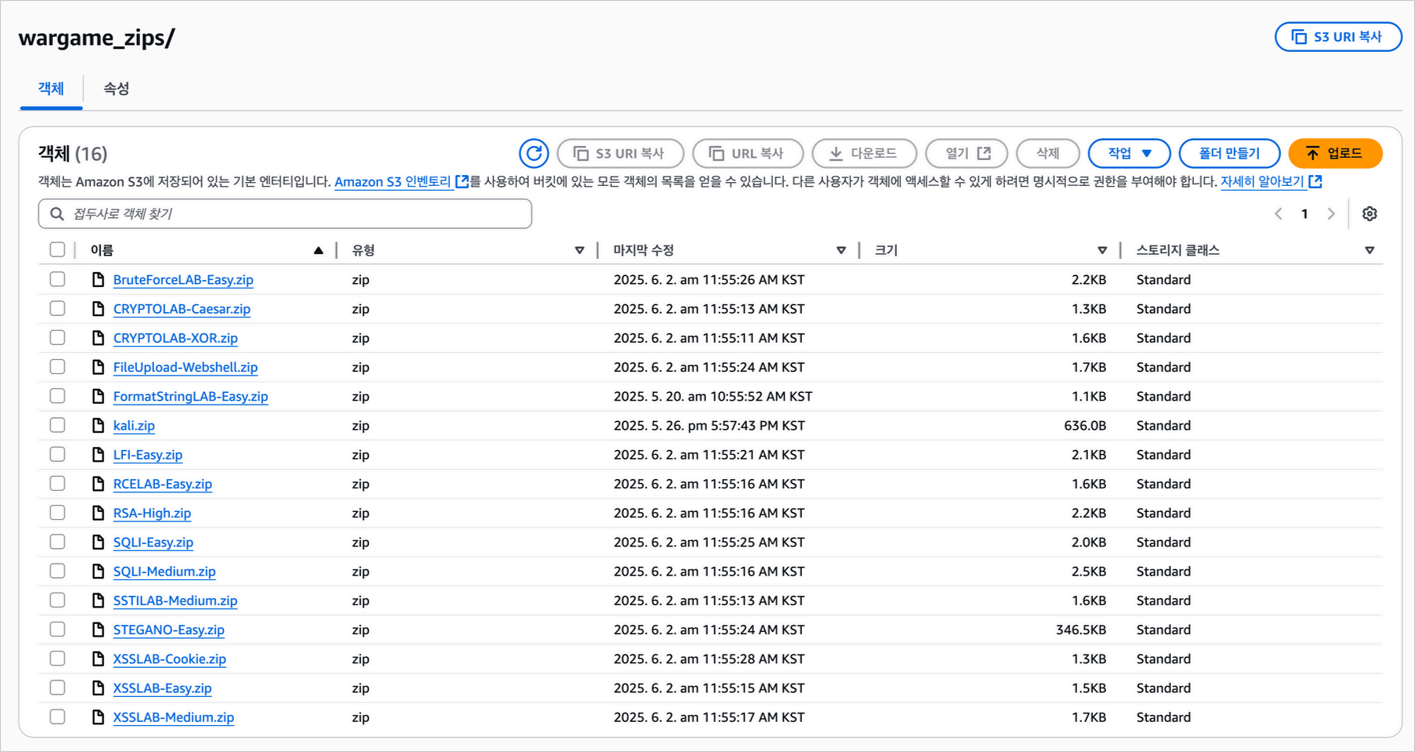 wargame_zips/
S3 URI 복사
객체 속성
객체 (16)
S3 URI 복사 URL 복사 다운로드 열기 삭제 작업 폴더 만들기 업로드
객체는 Amazon S3에 저장되어 있는 기본 엔터티입니다. Amazon S3 인벤토리를 사용하여 버킷에 있는 모든 객체의 목록을 얻을 수 있습니다. 다른 사용자가 객체에 액세스할 수 있게 하려면 명시적으로 권한을 부여해야 합니다. 자세히 알아보기
접두사로 객체 찾기
1
이름 유형 마지막 수정 크기 스토리지 클래스
BruteForceLAB-Easy.zip zip 2025. 6. 2. am 11:55:26 AM KST 2.2KB Standard
CRYPTOLAB-Caesar.zip zip 2025. 6. 2. am 11:55:13 AM KST 1.3KB Standard
CRYPTOLAB-XOR.zip zip 2025. 6. 2. am 11:55:11 AM KST 1.6KB Standard
FileUpload-Webshell.zip zip 2025. 6. 2. am 11:55:24 AM KST 1.7KB Standard
FormatStringLAB-Easy.zip zip 2025. 5. 20. am 10:55:52 AM KST 1.1KB Standard
kali.zip zip 2025. 5. 26. pm 5:57:43 PM KST 636.0B Standard
LFI-Easy.zip zip 2025. 6. 2. am 11:55:21 AM KST 2.1KB Standard
RCELAB-Easy.zip zip 2025. 6. 2. am 11:55:16 AM KST 1.6KB Standard
RSA-High.zip zip 2025. 6. 2. am 11:55:16 AM KST 2.2KB Standard
SQLI-Easy.zip zip 2025. 6. 2. am 11:55:25 AM KST 2.0KB Standard
SQLI-Medium.zip zip 2025. 6. 2. am 11:55:16 AM KST 2.5KB Standard
SSTILAB-Medium.zip zip 2025. 6. 2. am 11:55:13 AM KST 1.6KB Standard
STEGANO-Easy.zip zip 2025. 6. 2. am 11:55:24 AM KST 346.5KB Standard
XSSLAB-Cookie.zip zip 2025. 6. 2. am 11:55:28 AM KST 1.3KB Standard
XSSLAB-Easy.zip zip 2025. 6. 2. am 11:55:15 AM KST 1.5KB Standard
XSSLAB-Medium.zip zip 2025. 6. 2. am 11:55:17 AM KST 1.7KB Standard